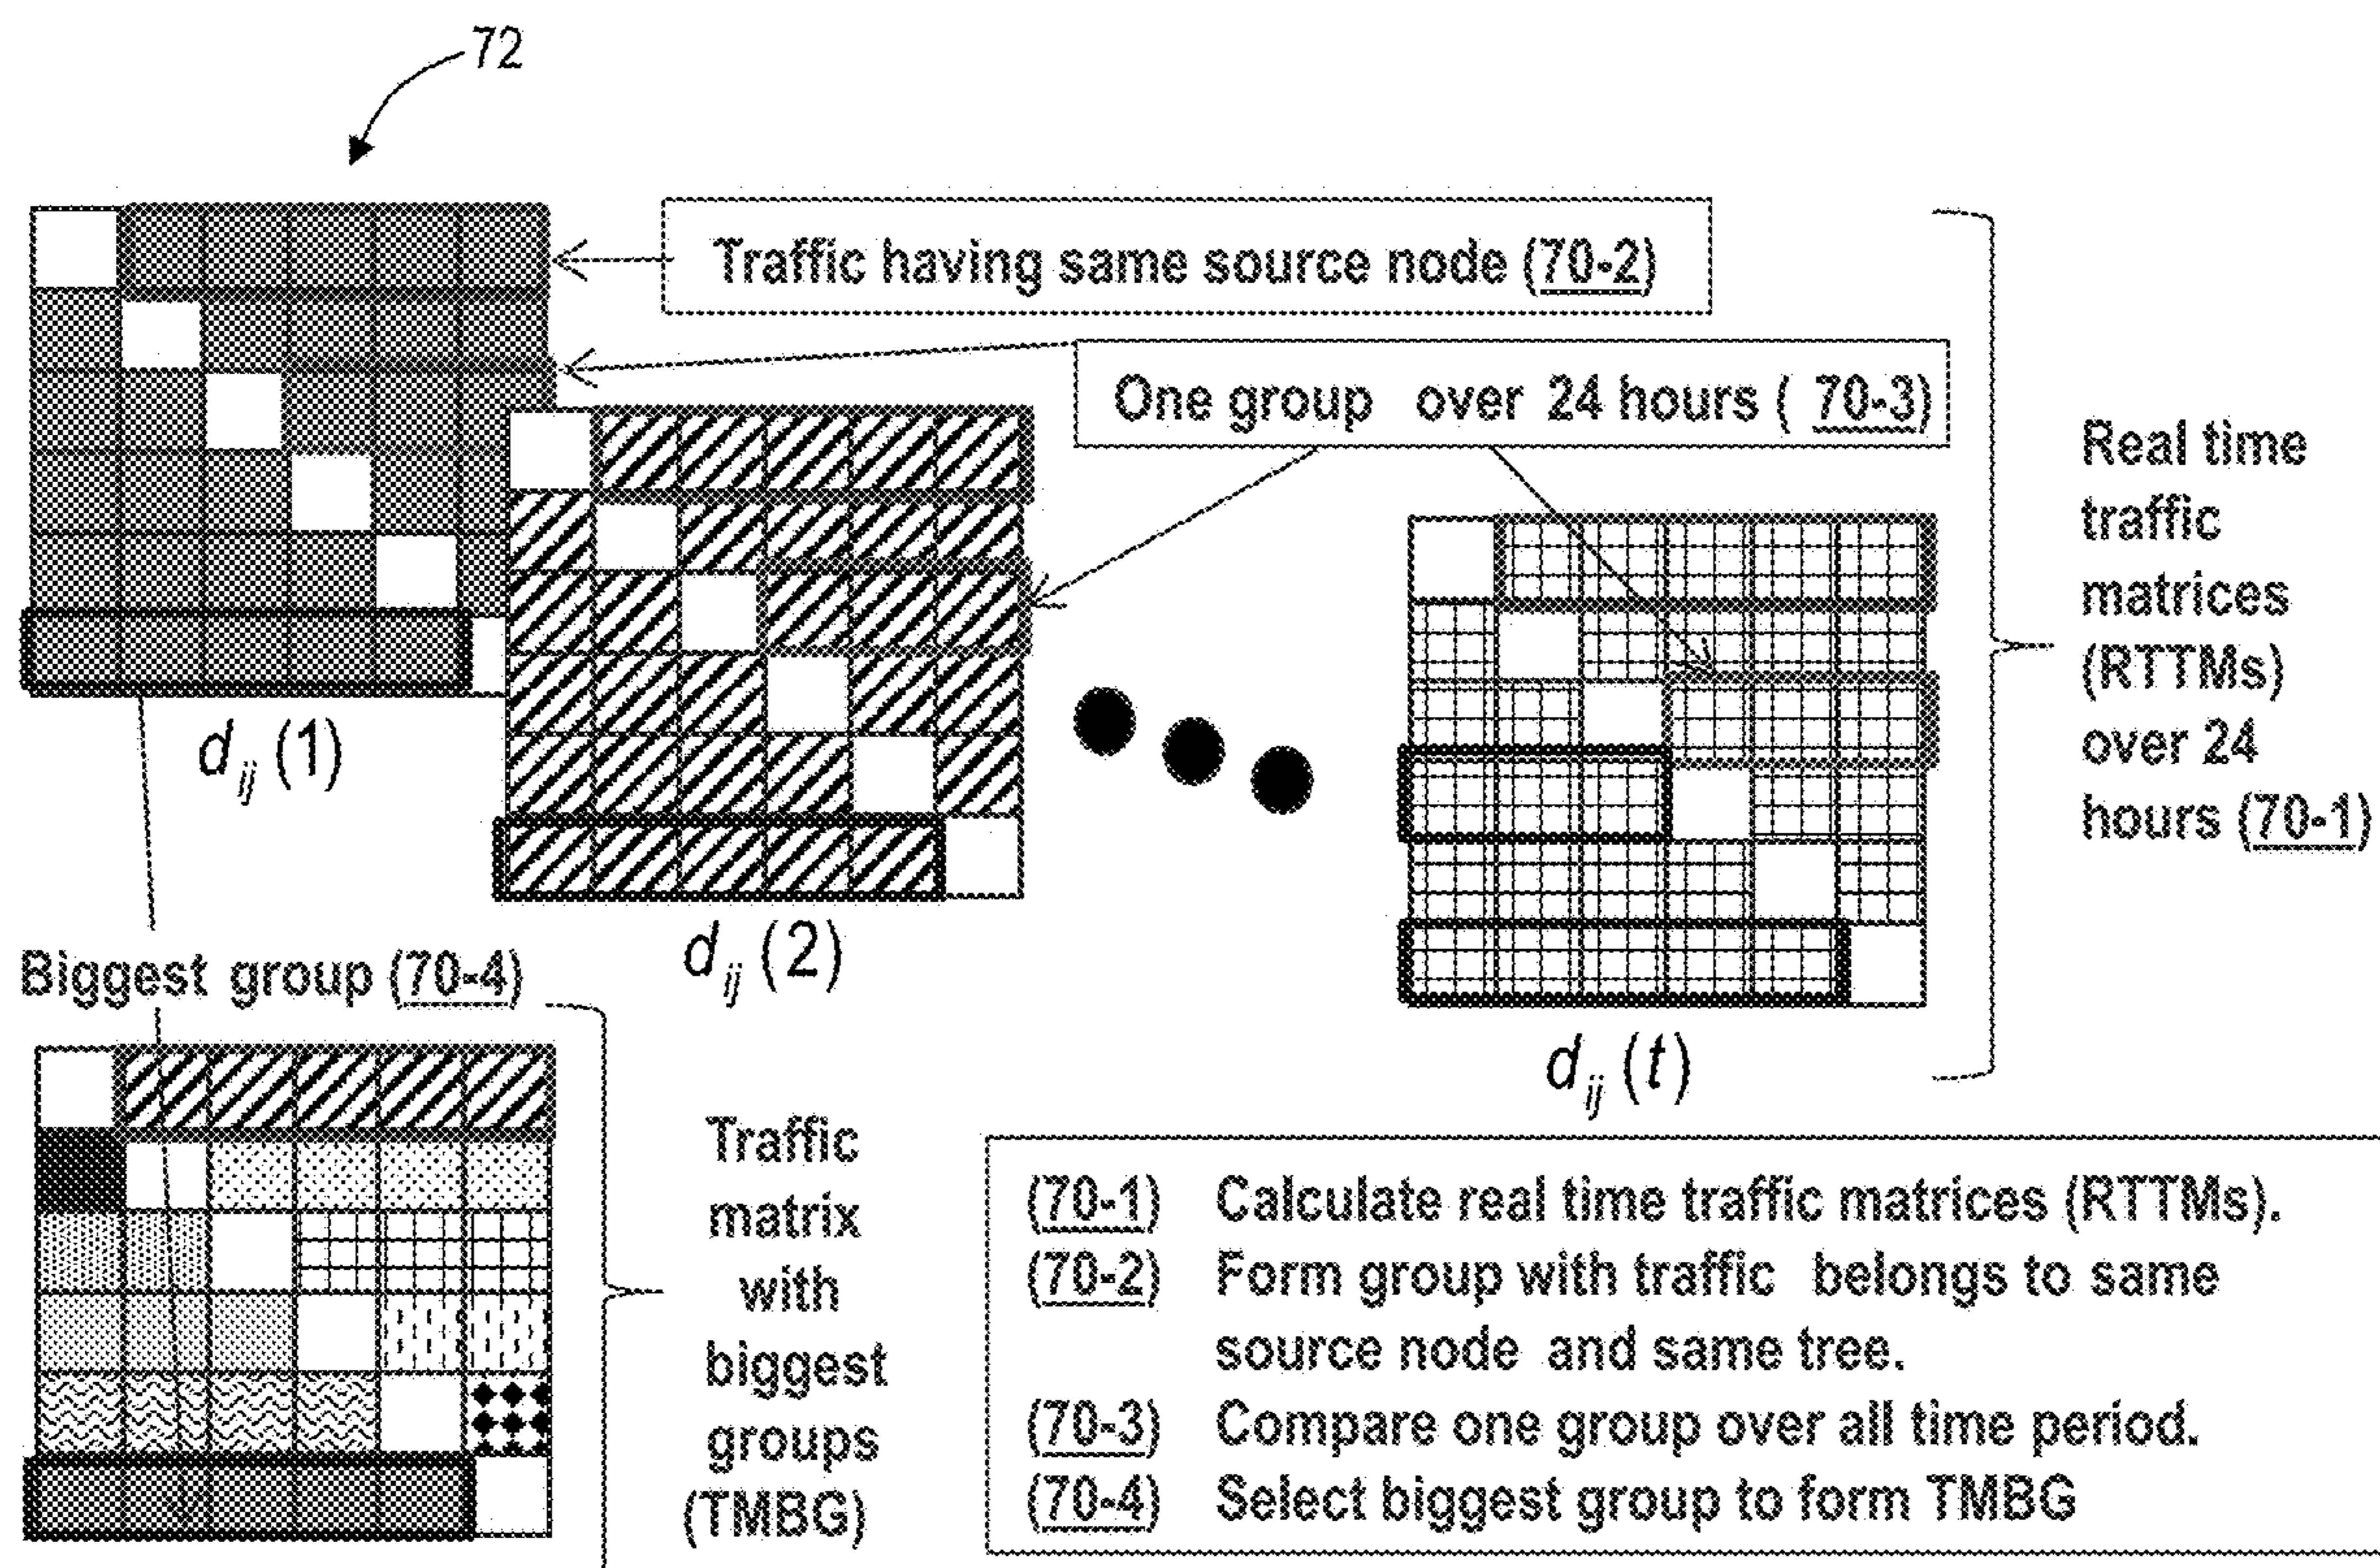 72
Traffic having same source node (70-2)
One group over 24 hours ( 70-3)
Real time
traffic
matrices
(RTTMs)
over 24
hours (70-1)
d ij (1)
d ij (2)
d ij (t)
Biggest group (70-4)
Traffic
matrix
with
biggest
groups
(TMBG)
(70-1) Calculate real time traffic matrices (RTTMs).
(70-2) Form group with traffic belongs to same
source node and same tree.
(70-3) Compare one group over all time period.
(70-4) Select biggest group to form TMBG